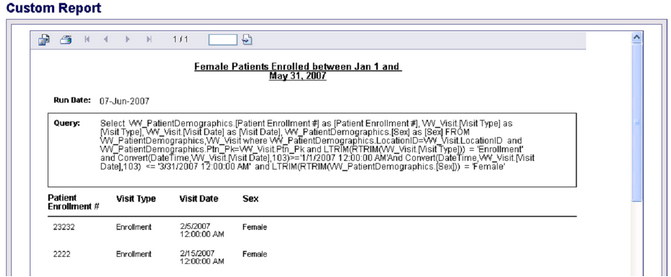 Custom Report
1 / 1
Female Patients Enrolled between Jan 1 and
May 31, 2007
Run Date: 07-Jun-2007
Query: Select VW_PatientDemographics.[Patient Enrollment #] as [Patient Enrollment #], VW_Visit.[Visit Type] as
[Visit Type], VW_Visit.[Visit Date] as [Visit Date], VW_PatientDemographics.[Sex] as [Sex] FROM
VW_PatientDemographics,VW_Visit where VW_PatientDemographics.LocationID=VW_Visit.LocationID and
VW_PatientDemographics.Ptn_Pk=VW_Visit.Ptn_Pk and LTRIM(RTRIM(VW_Visit.[Visit Type])) = 'Enrollment'
and Convert(DateTime,VW_Visit.[Visit Date],103)>='1/1/2007 12:00:00 AM'And Convert(DateTime,VW_Visit.[Visit
Date],103) <= '3/31/2007 12:00:00 AM' and LTRIM(RTRIM(VW_PatientDemographics.[Sex])) = 'Female'
Patient Enrollment # Visit Type Visit Date Sex
23232 Enrollment 2/5/2007 12:00:00 AM Female
2222 Enrollment 2/15/2007 12:00:00 AM Female